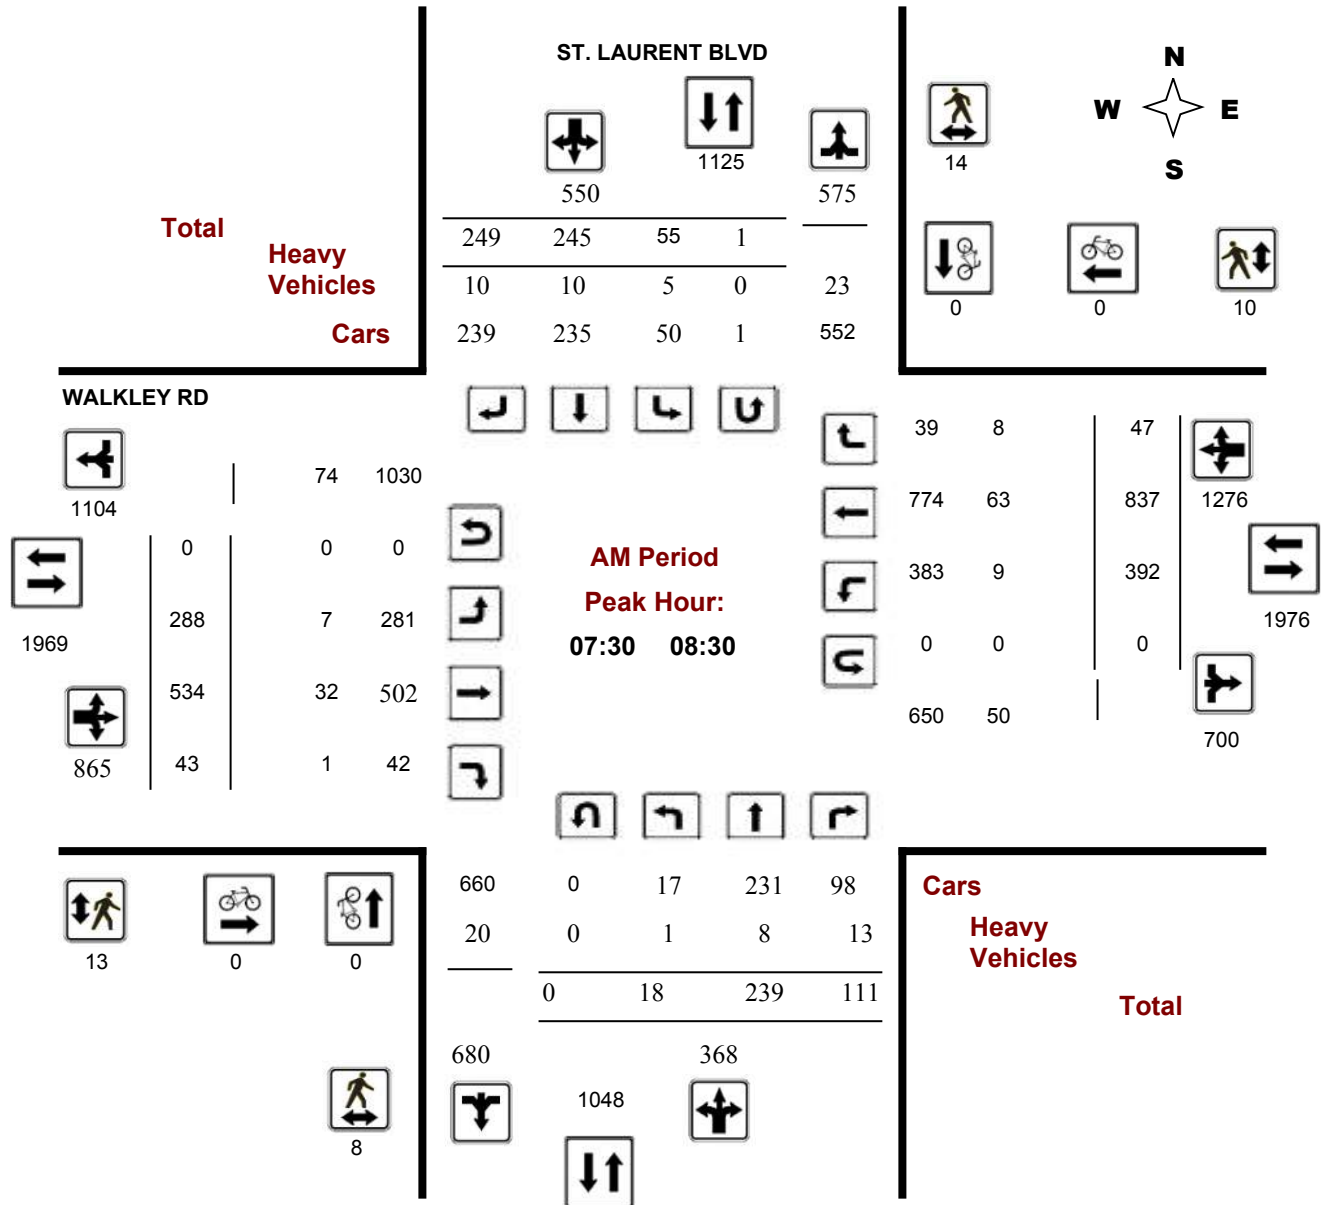 ST. LAURENT BLVD
N
W E
S
1125
14
550
575
Total
249 245 55 1
Heavy
Vehicles
10 10 5 0 23
0 0 10
Cars
239 235 50 1 552
WALKLEY RD
39 8 47
74 1030
1104
774 63 837 1276
0 0 0
AM Period
383 9 392
Peak Hour:
288 7 281
1976
1969
07:30 08:30
0 0 0
534 32 502
650 50
700
865 43 1 42
660 0 17 231 98
Cars
20 0 1 8 13
Heavy
Vehicles
13 0 0
0 18 239 111
Total
680 368
1048
8